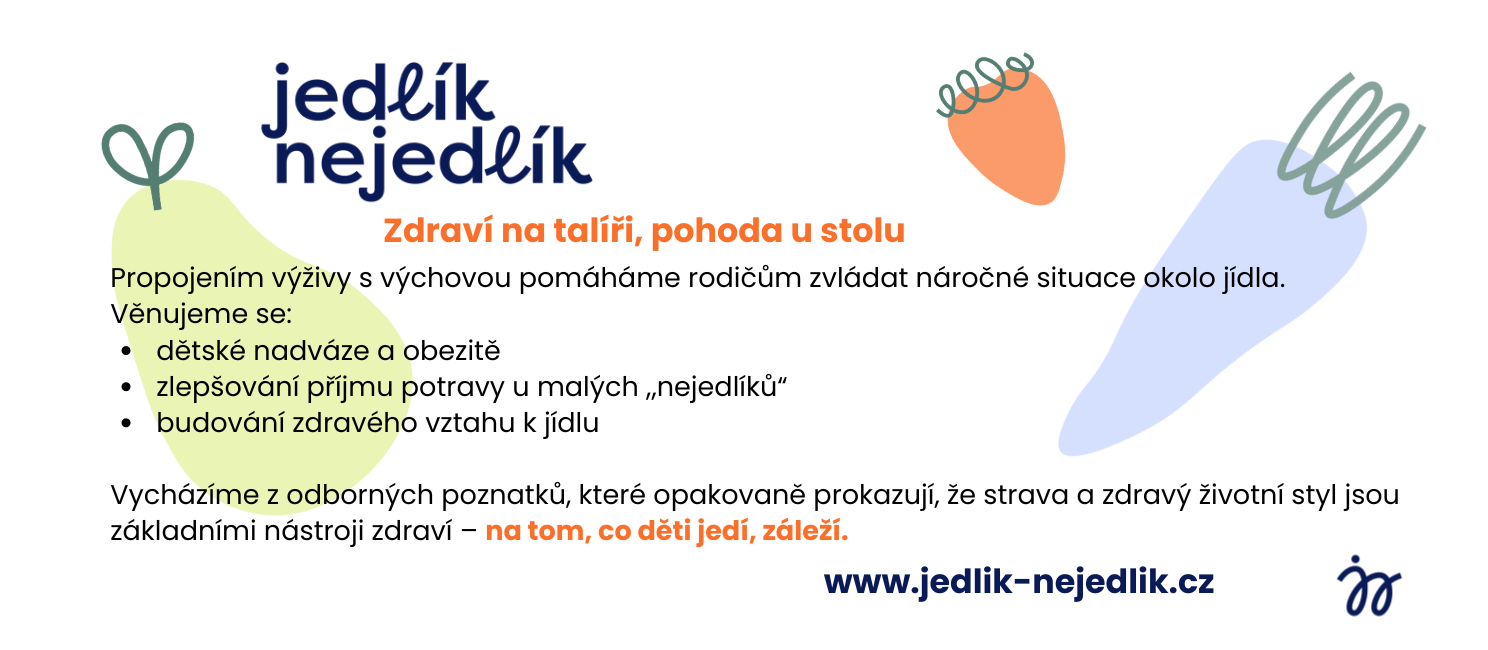 jedlík
nejedlík
Zdraví na talíři, pohoda u stolu
Propojením výživy s výchovou pomáháme rodičům zvládat náročné situace okolo jídla.
Věnujeme se:
• dětské nadváze a obezitě
• zlepšování příjmu potravy u malých ,,nejedlíků“
• budování zdravého vztahu k jídlu
Vycházíme z odborných poznatků, které opakovaně prokazují, že strava a zdravý životní styl jsou
základními nástroji zdraví – na tom, co děti jedí, záleží.
www.jedlik-nejedlik.cz